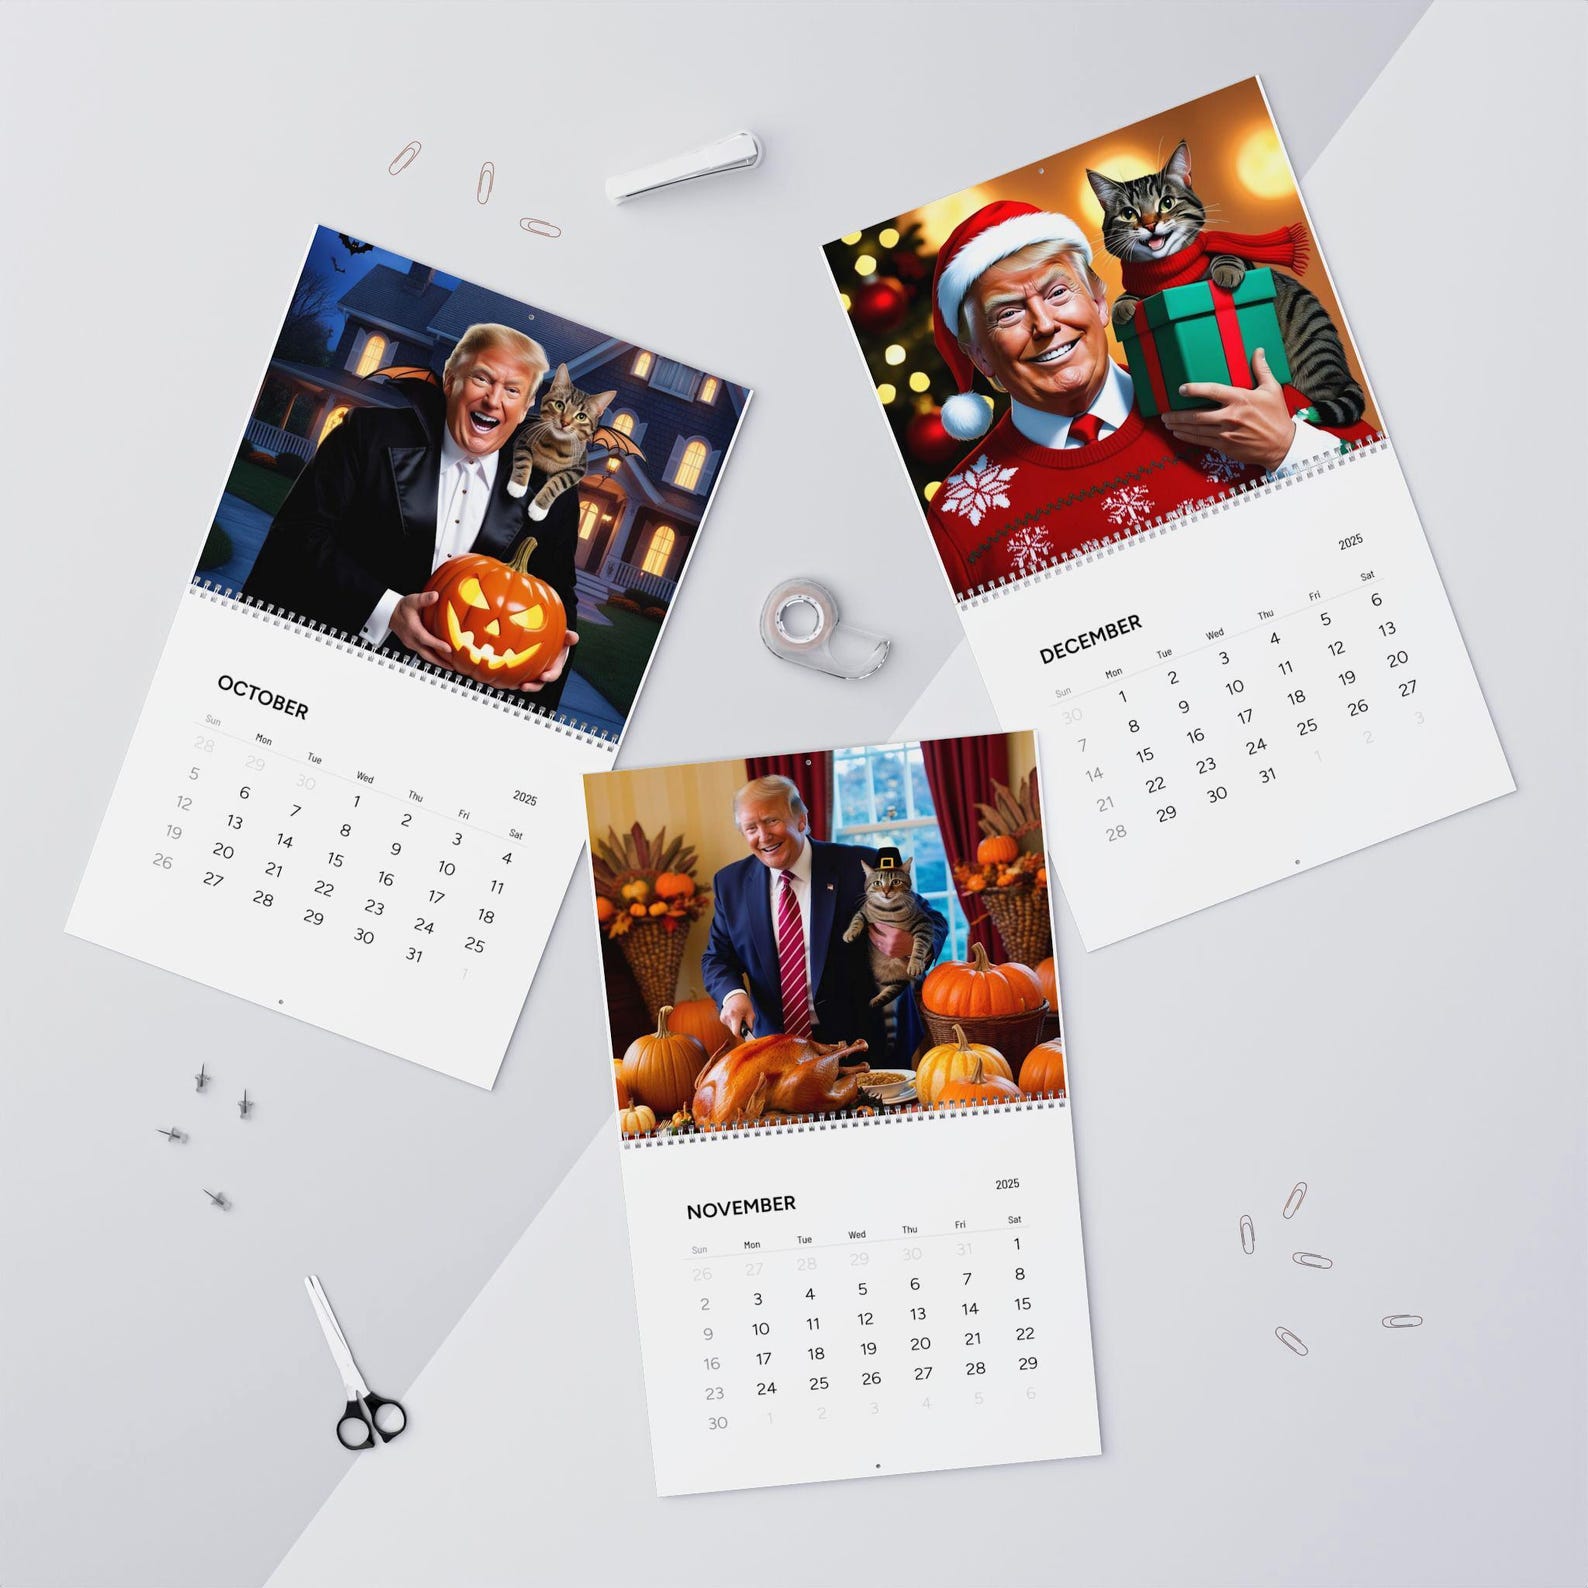 OCTOBER
2025
Sun Mon Tue Wed Thu Fri Sat
28 29 30 1 2 3 4
5 6 7 8 9 10 11
12 13 14 15 16 17 18
19 20 21 22 23 24 25
26 27 28 29 30 31 1
DECEMBER
2025
Sun Mon Tue Wed Thu Fri Sat
30 1 2 3 4 5 6
7 8 9 10 11 12 13
14 15 16 17 18 19 20
21 22 23 24 25 26 27
28 29 30 31 1 2 3
NOVEMBER
2025
Sun Mon Tue Wed Thu Fri Sat
26 27 28 29 30 31 1
2 3 4 5 6 7 8
9 10 11 12 13 14 15
16 17 18 19 20 21 22
23 24 25 26 27 28 29
30 1 2 3 4 5 6